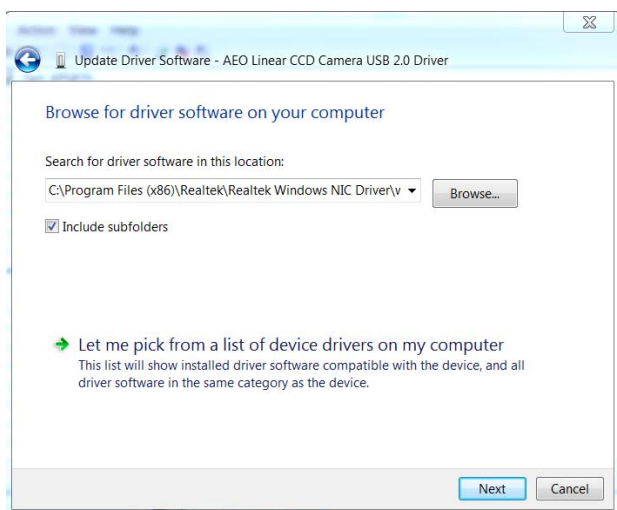 Action View Help
Update Driver Software - AEO Linear CCD Camera USB 2.0 Driver
Browse for driver software on your computer
Search for driver software in this location:
C:\Program Files (x86)\Realtek\Realtek Windows NIC Driver\v
Browse...
Include subfolders
Let me pick from a list of device drivers on my computer
This list will show installed driver software compatible with the device, and all
driver software in the same category as the device.
Next Cancel